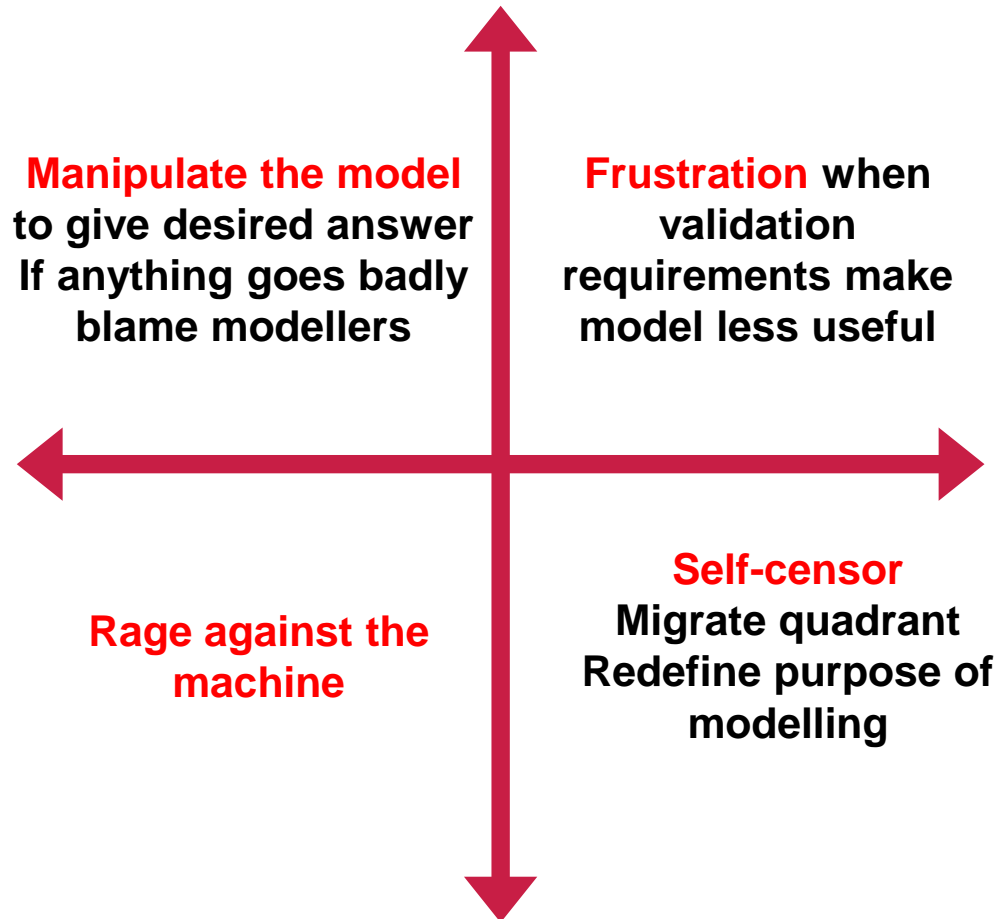 Manipulate the model
to give desired answer
If anything goes badly
blame modellers
Frustration when
validation
requirements make
model less useful
Rage against the
machine
Self-censor
Migrate quadrant
Redefine purpose of
modelling